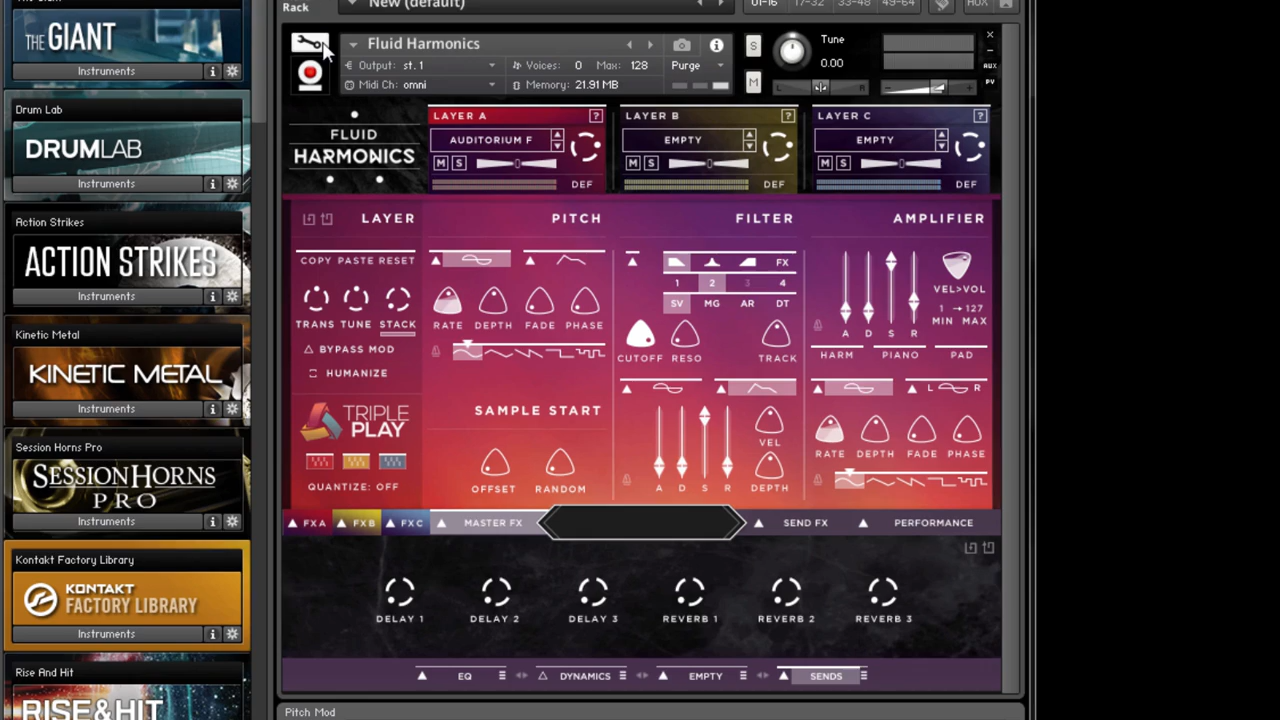 THE GIANT
Instruments
Drum Lab
DRUMLAB
Instruments
Action Strikes
ACTION STRIKES
Instruments
Kinetic Metal
KINETIC METAL
Instruments
Session Horns Pro
SESSIONHORNS
PRO
Instruments
Kontakt Factory Library
KONTAKT
FACTORY LIBRARY
Instruments
Rise And Hit
RISE&HIT
Rack
New (default)
01-16 17-32 33-48 49-64 AUX
Fluid Harmonics
Output: st. 1 Voices: 0 Max: 128 Purge
Midi Ch: omni Memory: 21.91 MB
S
M
Tune
0.00
L R
AUX
PV
FLUID
HARMONICS
LAYER A ? LAYER B ? LAYER C ?
AUDITORIUM F EMPTY EMPTY
M S M S M S
DEF DEF DEF
LAYER PITCH FILTER AMPLIFIER
COPY PASTE RESET
TRANS TUNE STACK
BYPASS MOD
HUMANIZE
TRIPLE
PLAY
QUANTIZE: OFF
RATE DEPTH FADE PHASE
SAMPLE START
OFFSET RANDOM
FX
1 2 3 4
SV MG AR DT
CUTOFF RESO TRACK
VEL
A D S R DEPTH
VEL>VOL
1 → 127
A D S R MIN MAX
HARM PIANO PAD
L R
RATE DEPTH FADE PHASE
FXA FXB FXC MASTER FX SEND FX PERFORMANCE
DELAY 1 DELAY 2 DELAY 3 REVERB 1 REVERB 2 REVERB 3
EQ DYNAMICS EMPTY SENDS
Pitch Mod